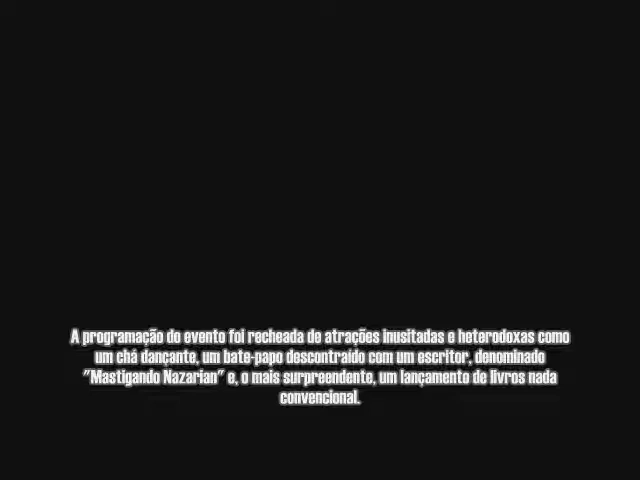 A programação do evento foi recheada de atrações inusitadas e heterodoxas como
um chá dançante, um bate-papo descontraído com um escritor, denominado
"Mastigando Nazarian" e, o mais surpreendente, um lançamento de livros nada
convencional.